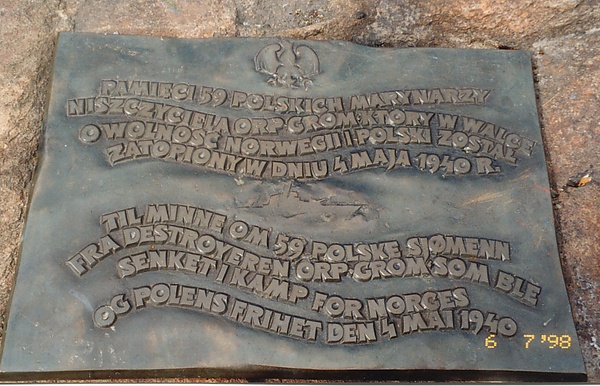 PAMIĘCI 59 POLSKICH MARYNARZY
NISZCZYCIELA ORP GROM KTÓRY W WALCE
O WOLNOŚĆ NORWEGII I POLSKI ZOSTAŁ
ZATOPIONY W DNIU 4 MAJA 1940 R.
TIL MINNE OM 59 POLSKE SJØMENN
FRA DESTROYEREN ORP·GROM SOM BLE
SENKET I KAMP FOR NORGES
OG POLENS FRIHET DEN 4 MAI 1940
6 7 '98